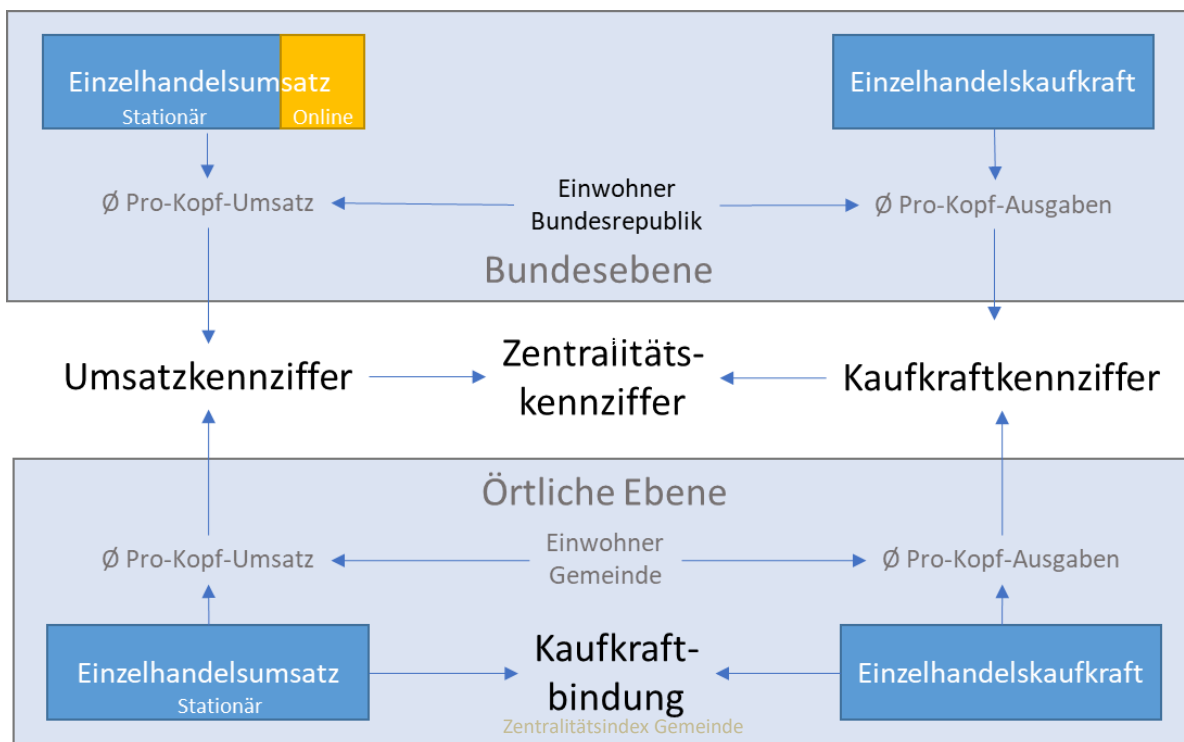 Einzelhandelsumsatz
Stationär Online
Einzelhandelskaufkraft
Ø Pro-Kopf-Umsatz
Einwohner
Bundesrepublik
Ø Pro-Kopf-Ausgaben
Bundesebene
Umsatzkennziffer
Zentralitäts-
kennziffer
Kaufkraftkennziffer
Örtliche Ebene
Ø Pro-Kopf-Umsatz
Einwohner
Gemeinde
Ø Pro-Kopf-Ausgaben
Einzelhandelsumsatz
Stationär
Kaufkraft-
bindung
Zentralitätsindex Gemeinde
Einzelhandelskaufkraft